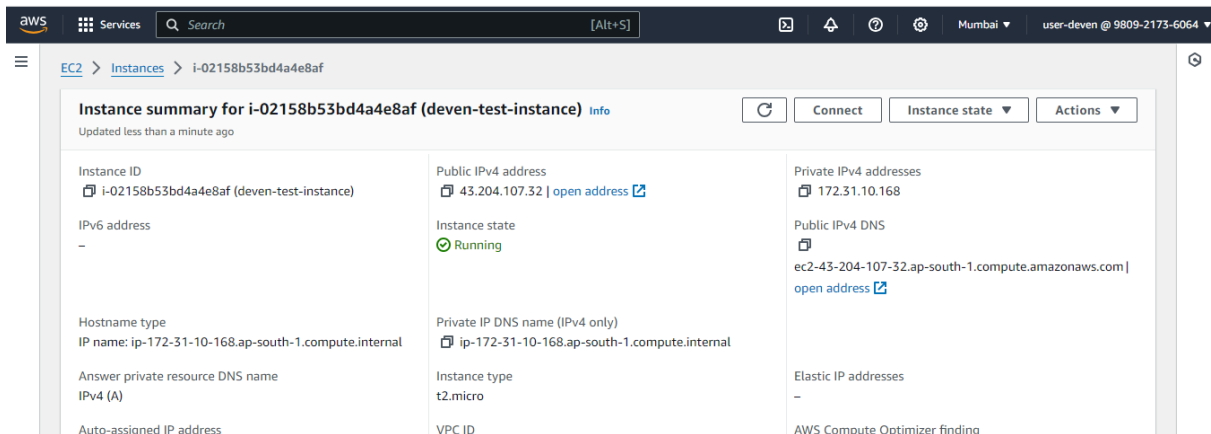 aws
Services
Search
[Alt+S]
Mumbai
user-deven @ 9809-2173-6064
EC2 > Instances > i-02158b53bd4a4e8af
Instance summary for i-02158b53bd4a4e8af (deven-test-instance) Info
Updated less than a minute ago
Connect
Instance state
Actions
Instance ID
i-02158b53bd4a4e8af (deven-test-instance)
Public IPv4 address
43.204.107.32 | open address
Private IPv4 addresses
172.31.10.168
IPv6 address
–
Instance state
Running
Public IPv4 DNS
ec2-43-204-107-32.ap-south-1.compute.amazonaws.com |
open address
Hostname type
IP name: ip-172-31-10-168.ap-south-1.compute.internal
Private IP DNS name (IPv4 only)
ip-172-31-10-168.ap-south-1.compute.internal
Answer private resource DNS name
IPv4 (A)
Instance type
t2.micro
Elastic IP addresses
–
Auto-assigned IP address
VPC ID
AWS Compute Optimizer finding